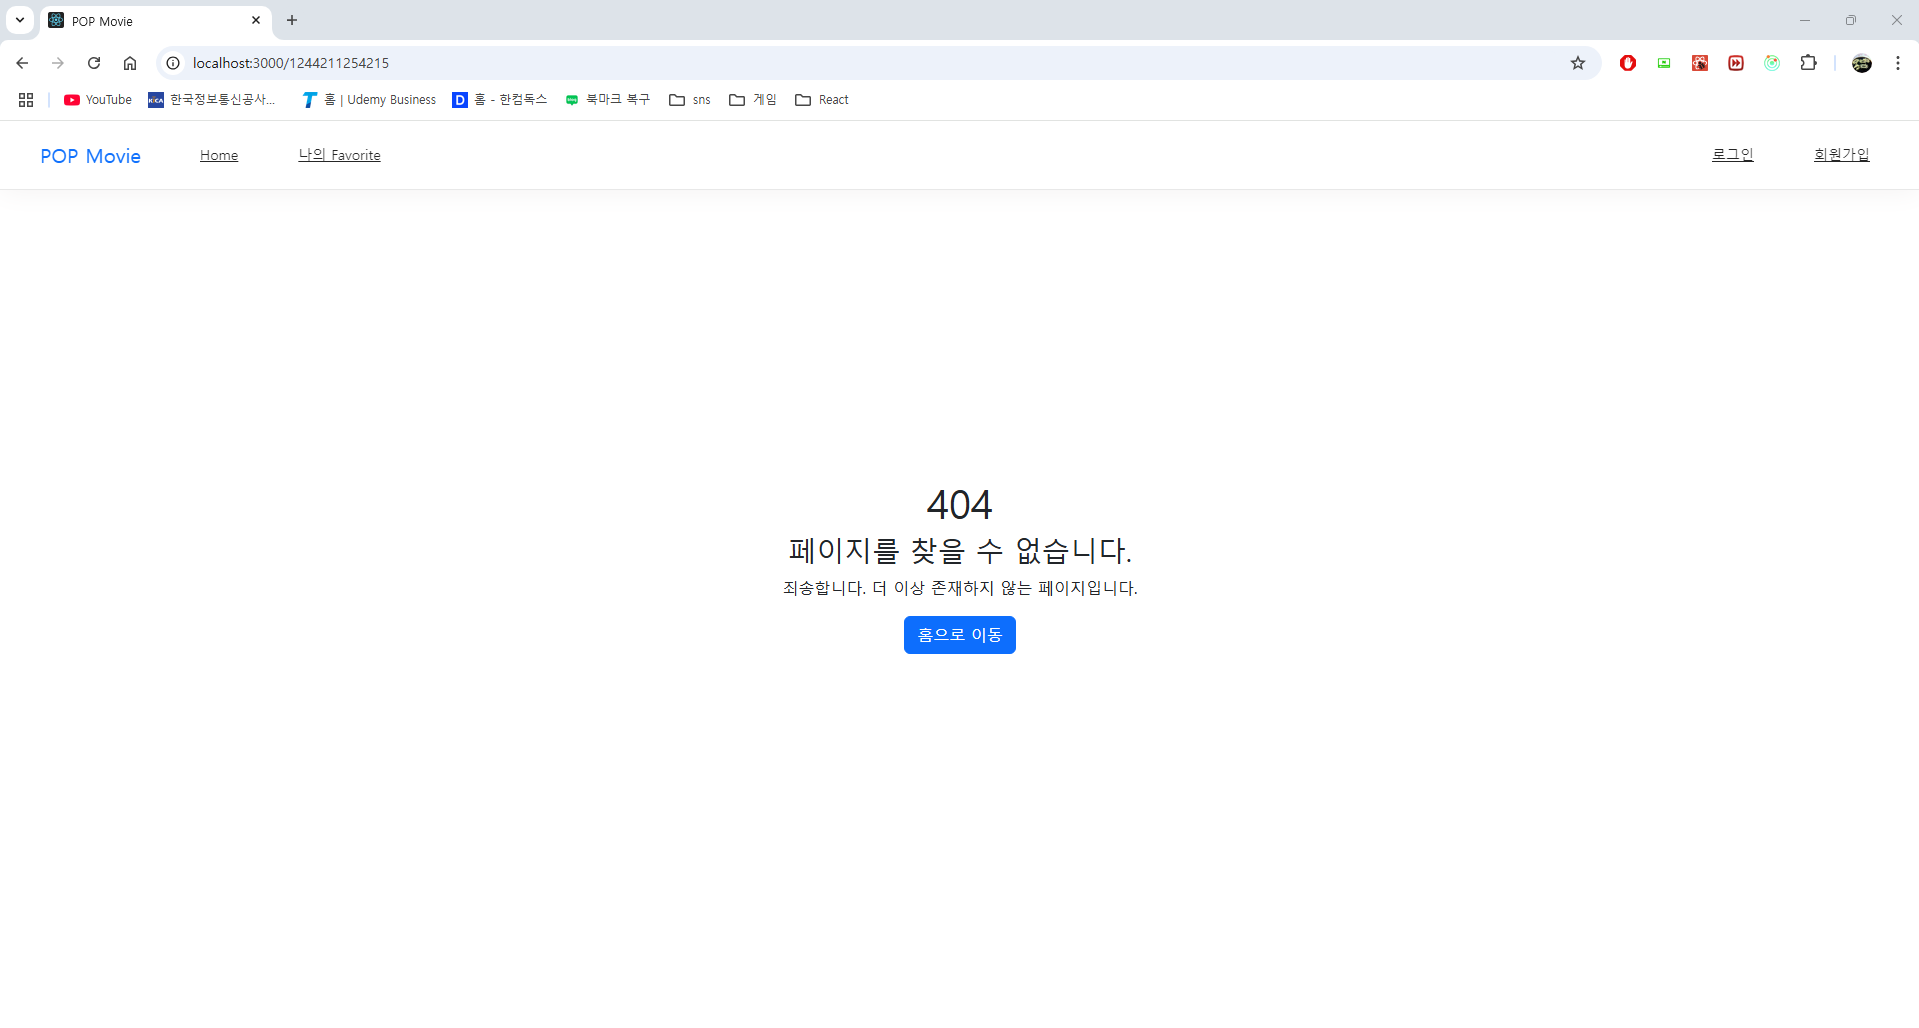 POP Movie
localhost:3000/1244211254215
YouTube
한국정보통신공사...
홈 | Udemy Business
홈 - 한컴독스
북마크 복구
sns
게임
React
POP Movie
Home
나의 Favorite
로그인
회원가입
404
페이지를 찾을 수 없습니다.
죄송합니다. 더 이상 존재하지 않는 페이지입니다.
홈으로 이동